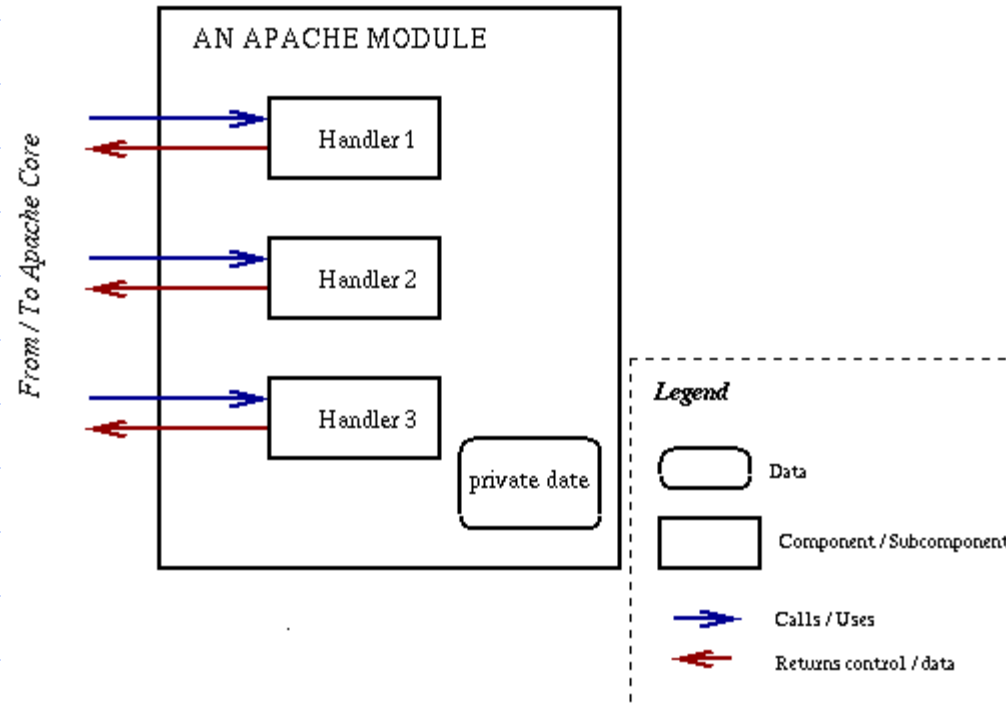 AN APACHE MODULE
From / To Apache Core
Handler 1
Handler 2
Handler 3
private date
Legend
Data
Component / Subcomponent
Calls / Uses
Returns control / data